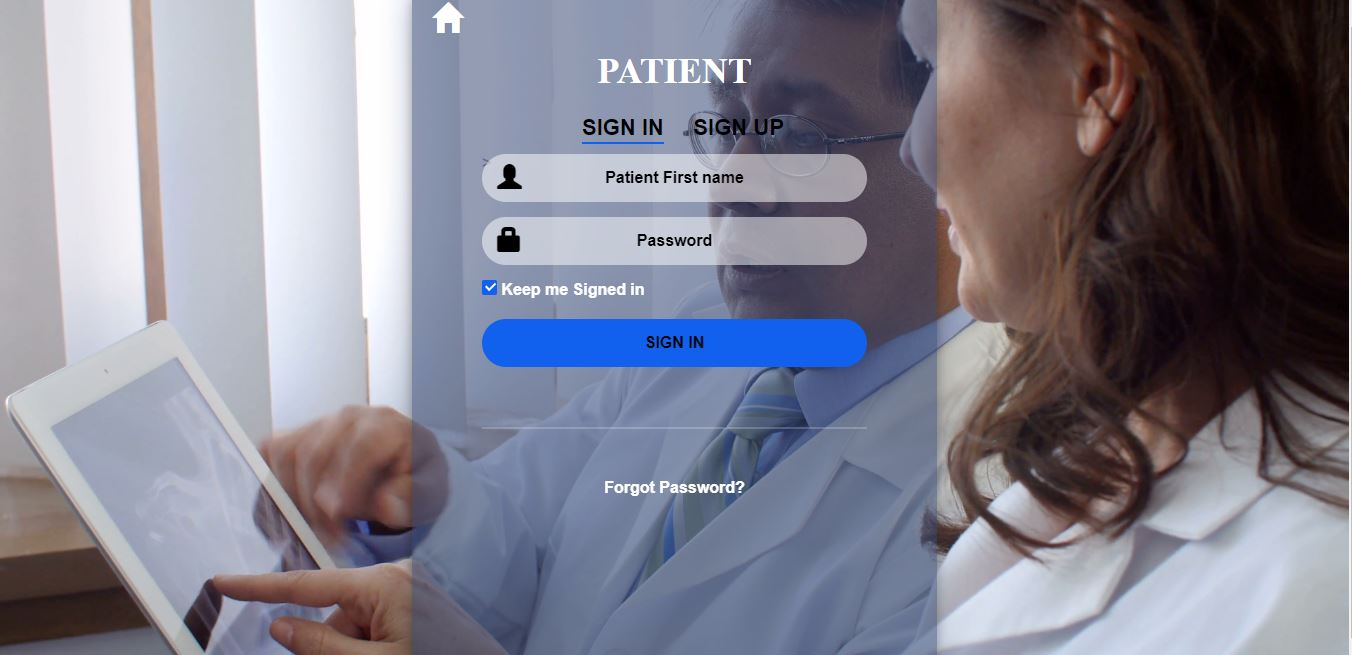 PATIENT
SIGN IN SIGN UP
Patient First name
Password
Keep me Signed in
SIGN IN
Forgot Password?